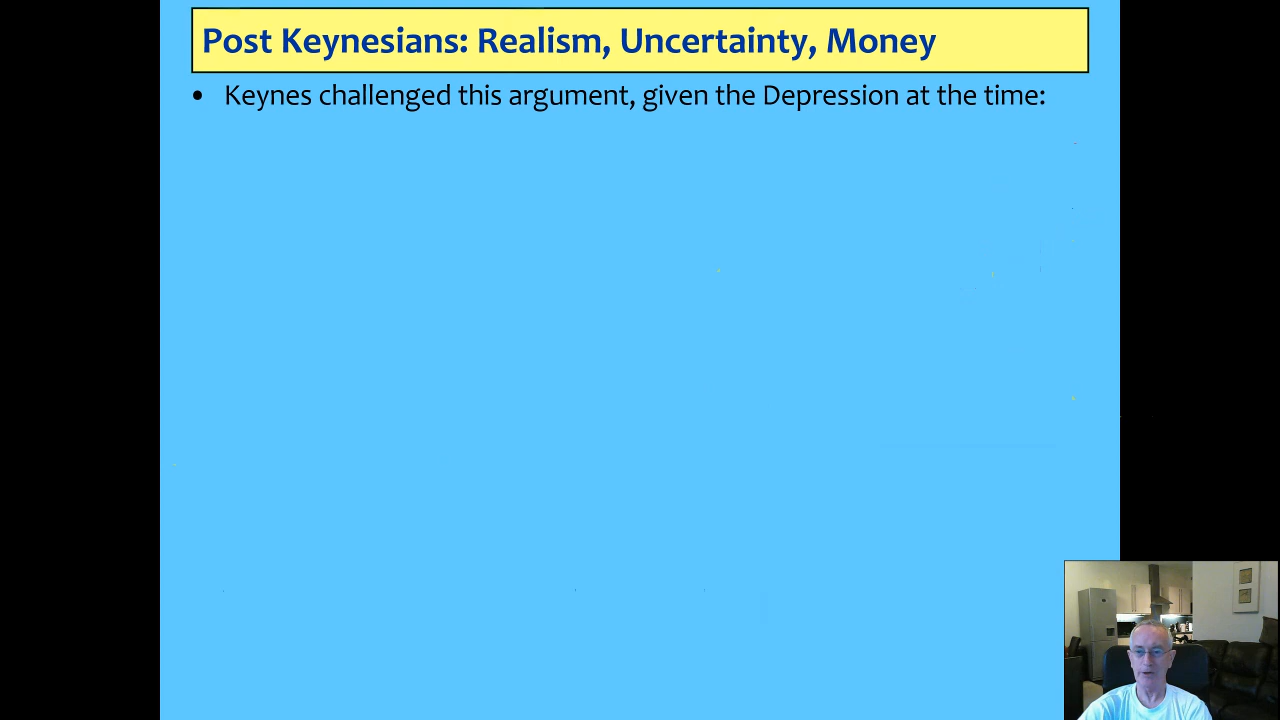 Post Keynesians: Realism, Uncertainty, Money
• Keynes challenged this argument, given the Depression at the time: